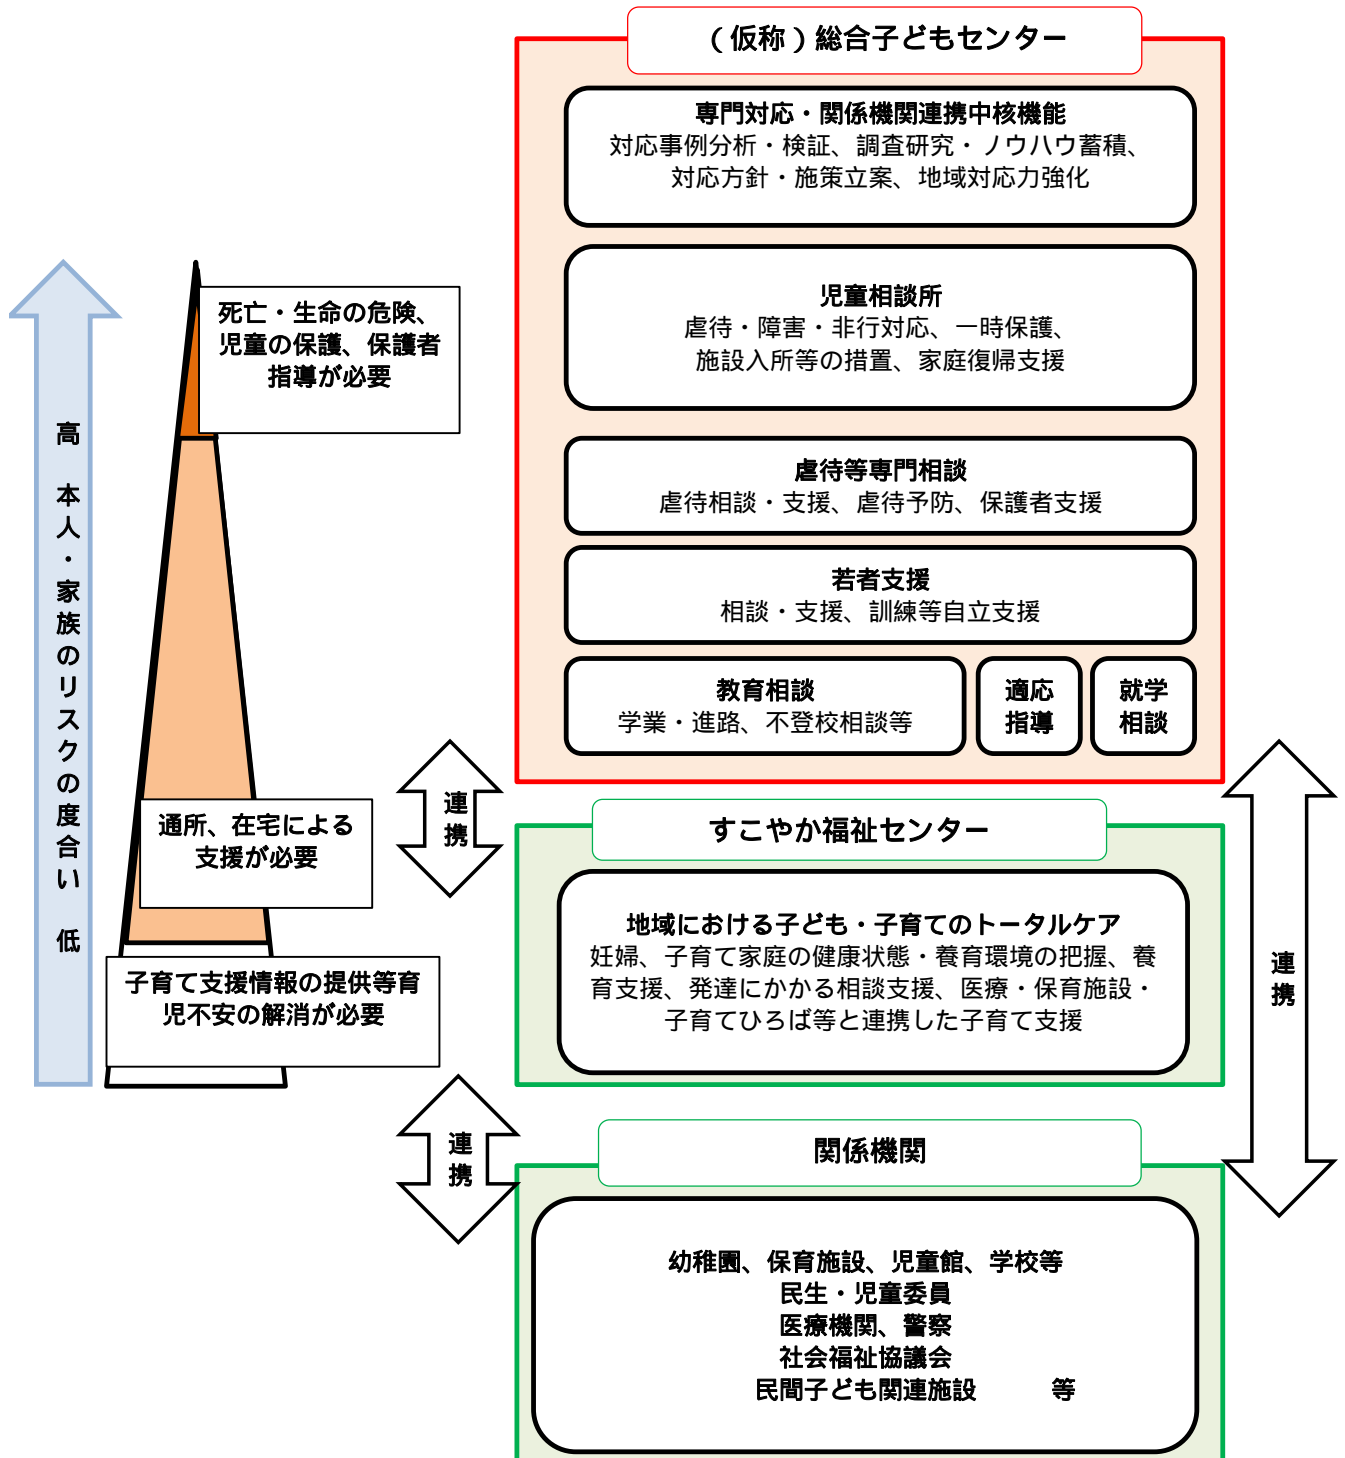 （仮称）総合子どもセンター
専門対応・関係機関連携中核機能
対応事例分析・検証、調査研究・ノウハウ蓄積、
対応方針・施策立案、地域対応力強化
児童相談所
虐待・障害・非行対応、一時保護、
施設入所等の措置、家庭復帰支援
虐待等専門相談
虐待相談・支援、虐待予防、保護者支援
若者支援
相談・支援、訓練等自立支援
教育相談
学業・進路、不登校相談等
適応
指導
就学
相談
高　本人・家族のリスクの度合い　低
死亡・生命の危険、
児童の保護、保護者
指導が必要
通所、在宅による
支援が必要
子育て支援情報の提供等育
児不安の解消が必要
連携
すこやか福祉センター
地域における子ども・子育てのトータルケア
妊婦、子育て家庭の健康状態・養育環境の把握、養
育支援、発達にかかる相談支援、医療・保育施設・
子育てひろば等と連携した子育て支援
連携
連携
関係機関
幼稚園、保育施設、児童館、学校等
民生・児童委員
医療機関、警察
社会福祉協議会
民間子ども関連施設　　　等